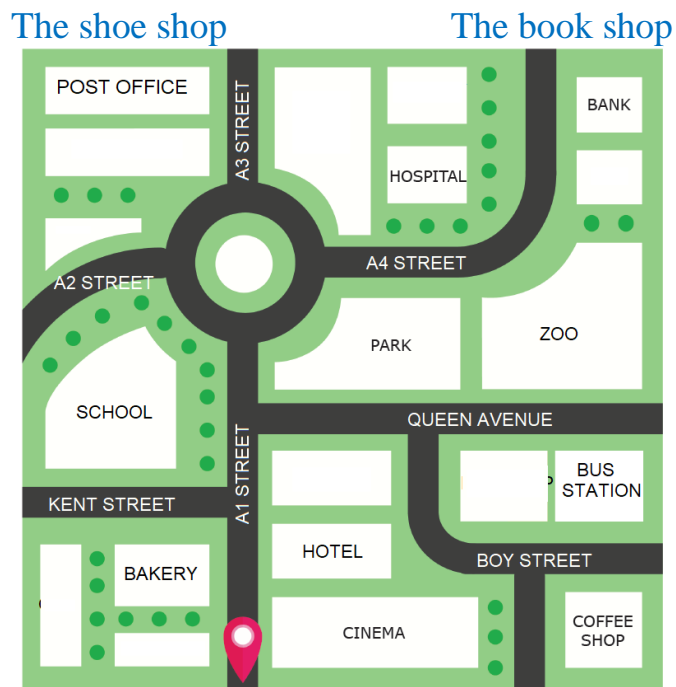 The shoe shop
The book shop
POST OFFICE
A3 STREET
BANK
HOSPITAL
A4 STREET
A2 STREET
PARK
ZOO
SCHOOL
QUEEN AVENUE
A1 STREET
BUS
STATION
KENT STREET
HOTEL
BOY STREET
BAKERY
CINEMA
COFFEE
SHOP